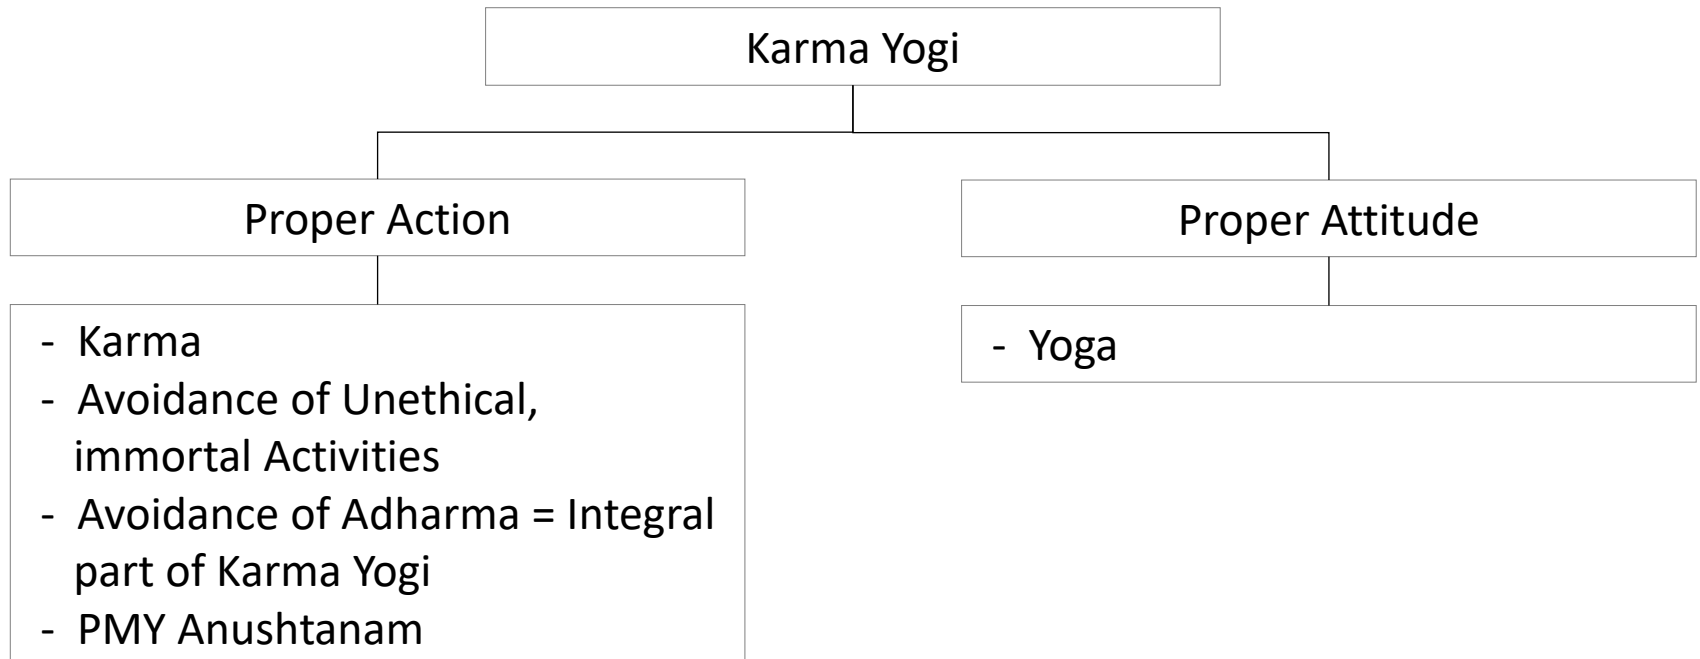 Karma Yogi
Proper Action
Proper Attitude
- Karma
- Avoidance of Unethical,
immortal Activities
- Avoidance of Adharma = Integral
part of Karma Yogi
- PMY Anushtanam
- Yoga